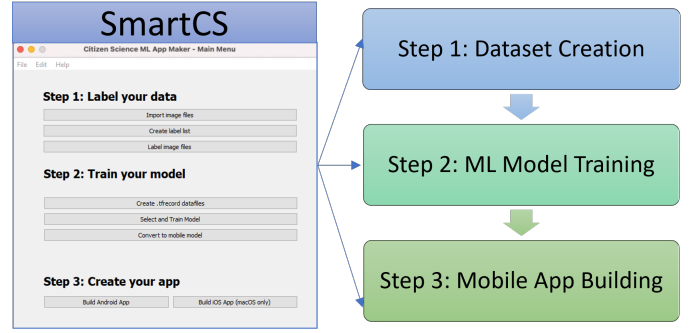 SmartCS
Citizen Science ML App Maker - Main Menu
File Edit Help
Step 1: Label your data
Import image files
Create label list
Label image files
Step 2: Train your model
Create .tfrecord datafiles
Select and Train Model
Convert to mobile model
Step 3: Create your app
Build Android App
Build iOS App (macOS only)
Step 1: Dataset Creation
Step 2: ML Model Training
Step 3: Mobile App Building